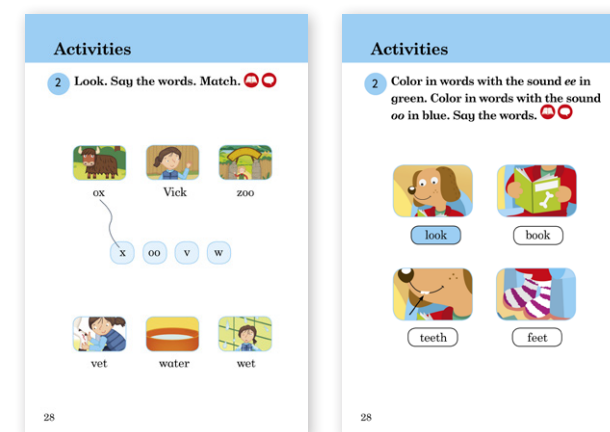 Activities
2 Look. Say the words. Match.
ox Vick zoo
x oo v w
vet water wet
28
Activities
2 Color in words with the sound ee in
green. Color in words with the sound
oo in blue. Say the words.
look book
teeth feet
28